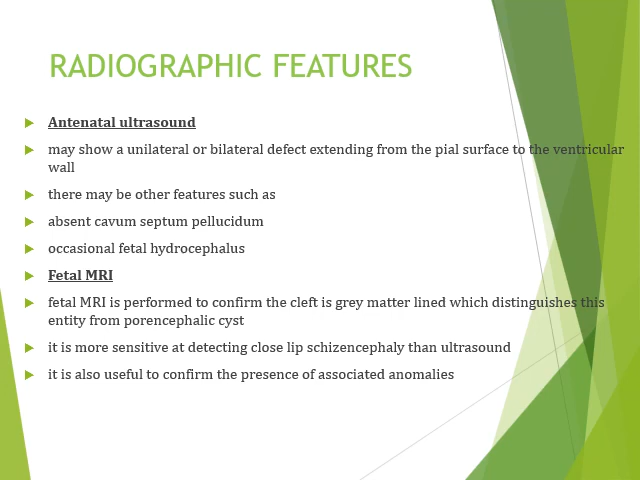 RADIOGRAPHIC FEATURES
Antenatal ultrasound
may show a unilateral or bilateral defect extending from the pial surface to the ventricular
wall
there may be other features such as
absent cavum septum pellucidum
occasional fetal hydrocephalus
Fetal MRI
fetal MRI is performed to confirm the cleft is grey matter lined which distinguishes this
entity from porencephalic cyst
it is more sensitive at detecting close lip schizencephaly than ultrasound
it is also useful to confirm the presence of associated anomalies